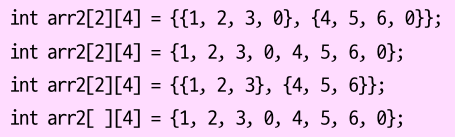 int arr2[2][4] = {{1, 2, 3, 0}, {4, 5, 6, 0}};
int arr2[2][4] = {1, 2, 3, 0, 4, 5, 6, 0};
int arr2[2][4] = {{1, 2, 3}, {4, 5, 6}};
int arr2[ ][4] = {1, 2, 3, 0, 4, 5, 6, 0};